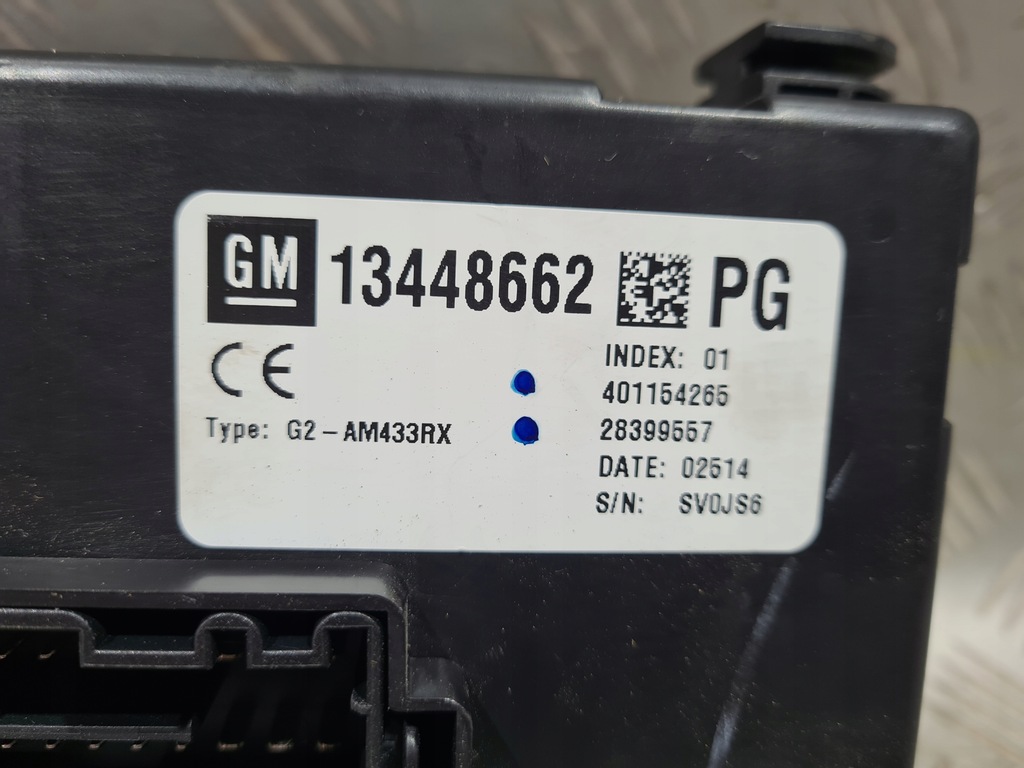 GM 13448662 PG
CE
INDEX: 01
401154265
Type: G2-AM433RX
28399557
DATE: 02514
S/N: SV0JS6